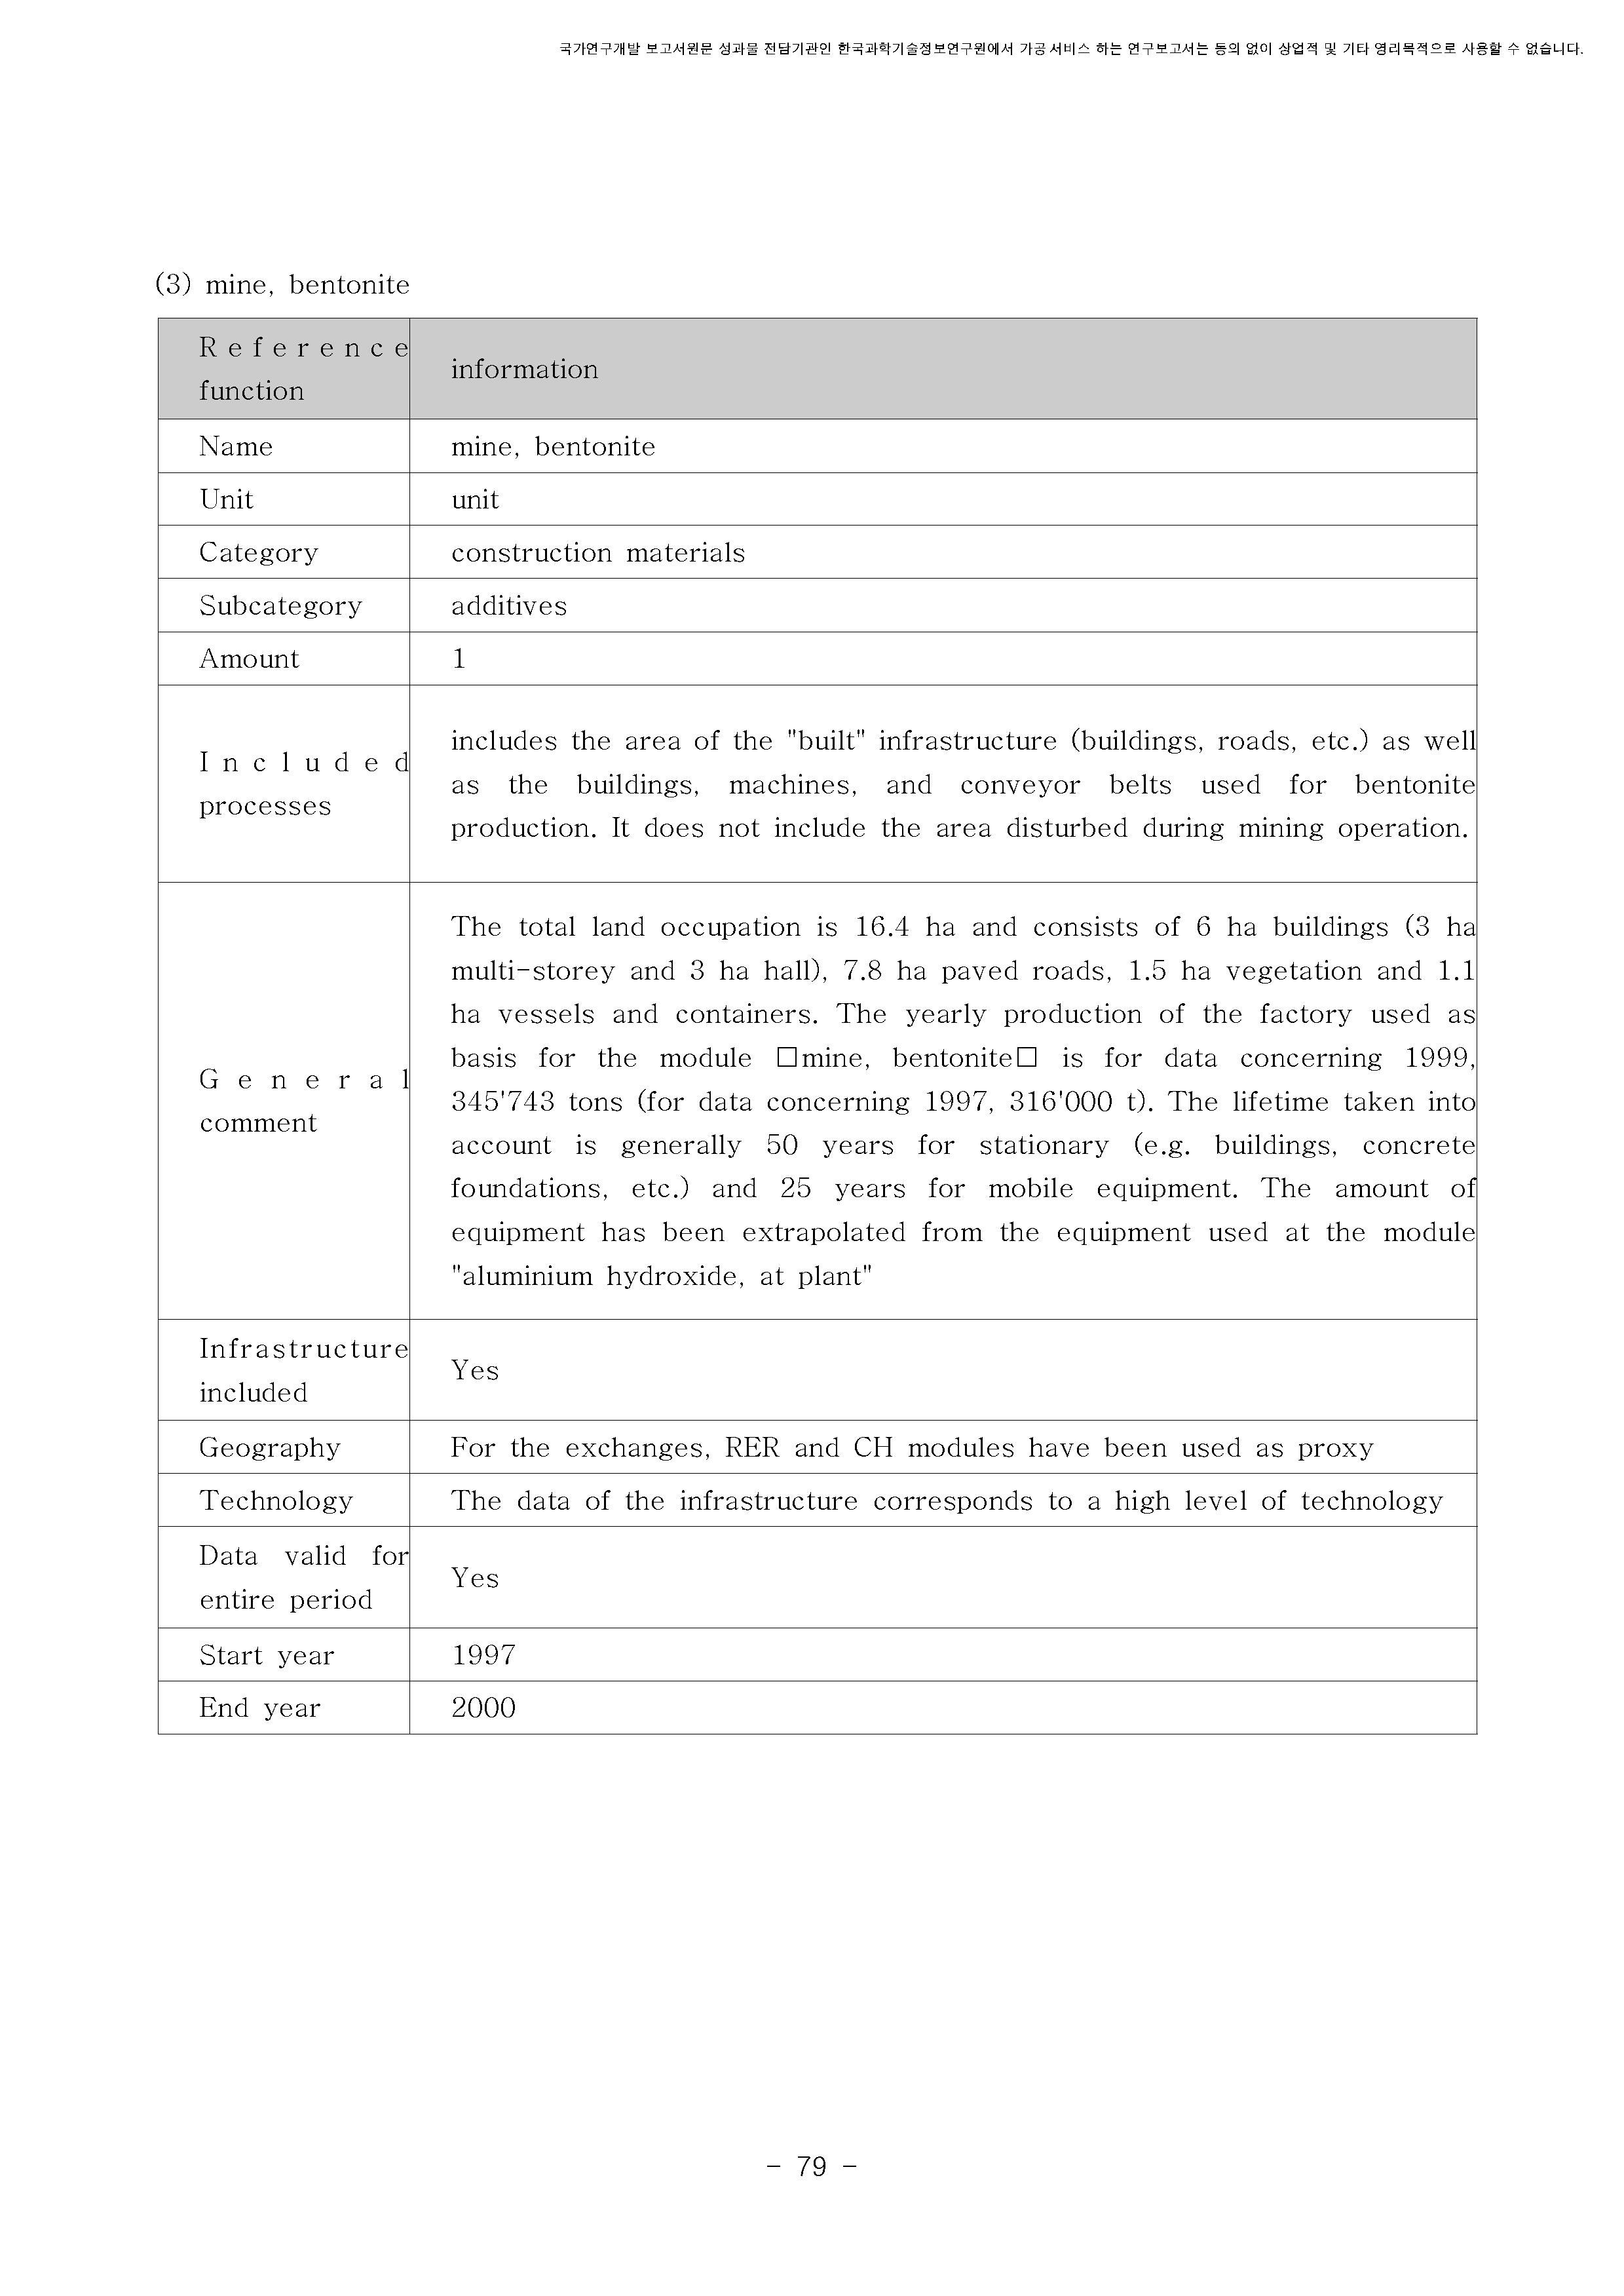 국가연구개발 보고서원문 성과물 전담기관인 한국과학기술정보연구원에서 가공·서비스 하는 연구보고서는 동의 없이 상업적 및 기타 영리목적으로 사용할 수 없습니다.
(3) mine, bentonite
Reference
function
information
Name
mine, bentonite
Unit
unit
Category
construction materials
Subcategory
additives
Amount
1
Included
processes
includes the area of the "built" infrastructure (buildings, roads, etc.) as well
as the buildings, machines, and conveyor belts used for bentonite
production. It does not include the area disturbed during mining operation.
General
comment
The total land occupation is 16.4 ha and consists of 6 ha buildings (3 ha
multi-storey and 3 ha hall), 7.8 ha paved roads, 1.5 ha vegetation and 1.1
ha vessels and containers. The yearly production of the factory used as
basis for the module □mine, bentonite□ is for data concerning 1999,
345'743 tons (for data concerning 1997, 316'000 t). The lifetime taken into
account is generally 50 years for stationary (e.g. buildings, concrete
foundations, etc.) and 25 years for mobile equipment. The amount of
equipment has been extrapolated from the equipment used at the module
"aluminium hydroxide, at plant"
Infrastructure
included
Yes
Geography
For the exchanges, RER and CH modules have been used as proxy
Technology
The data of the infrastructure corresponds to a high level of technology
Data valid for
entire period
Yes
Start year
1997
End year
2000
- 79 -